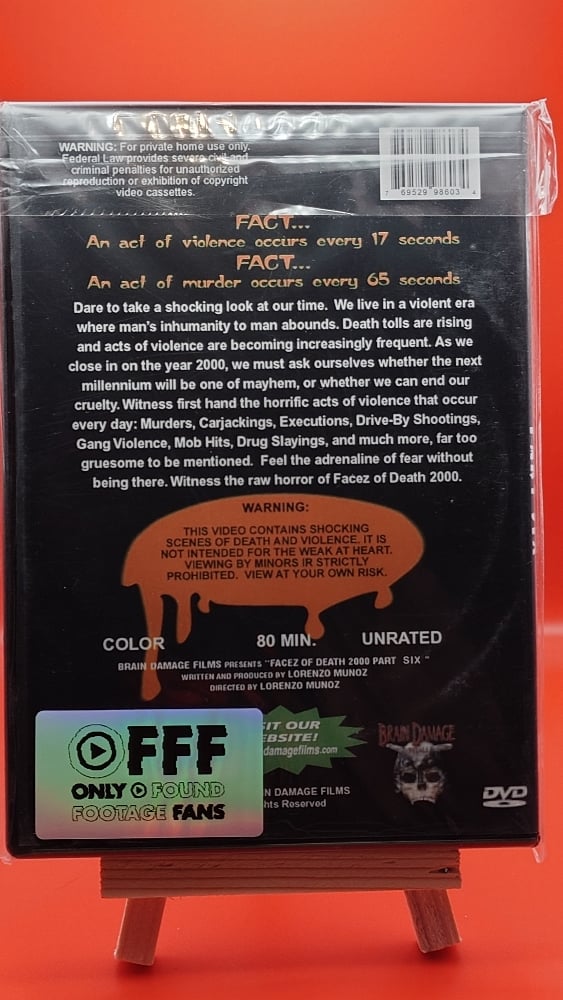 WARNING: For private home use only.
Federal Law provides severe civil and
criminal penalties for unauthorized
reproduction or exhibition of copyright
video cassettes.
7 69529 98603 4
FACT...
An act of violence occurs every 17 seconds
FACT...
An act of murder occurs every 65 seconds
Dare to take a shocking look at our time. We live in a violent era
where man's inhumanity to man abounds. Death tolls are rising
and acts of violence are becoming increasingly frequent. As we
close in on the year 2000, we must ask ourselves whether the next
millennium will be one of mayhem, or whether we can end our
cruelty. Witness first hand the horrific acts of violence that occur
every day: Murders, Carjackings, Executions, Drive-By Shootings,
Gang Violence, Mob Hits, Drug Slayings, and much more, far too
gruesome to be mentioned. Feel the adrenaline of fear without
being there. Witness the raw horror of Facez of Death 2000.
WARNING:
THIS VIDEO CONTAINS SHOCKING
SCENES OF DEATH AND VIOLENCE. IT IS
NOT INTENDED FOR THE WEAK AT HEART.
VIEWING BY MINORS IR STRICTLY
PROHIBITED. VIEW AT YOUR OWN RISK.
COLOR 80 MIN. UNRATED
BRAIN DAMAGE FILMS PRESENTS "FACEZ OF DEATH 2000 PART SIX"
WRITTEN AND PRODUCED BY LORENZO MUNOZ
DIRECTED BY LORENZO MUNOZ
SIT OUR
EBSITE!
damagefilms.com
BRAIN DAMAGE
OFFF
ONLY FOUND
FOOTAGE FANS
IN DAMAGE FILMS
hts Reserved
DVD